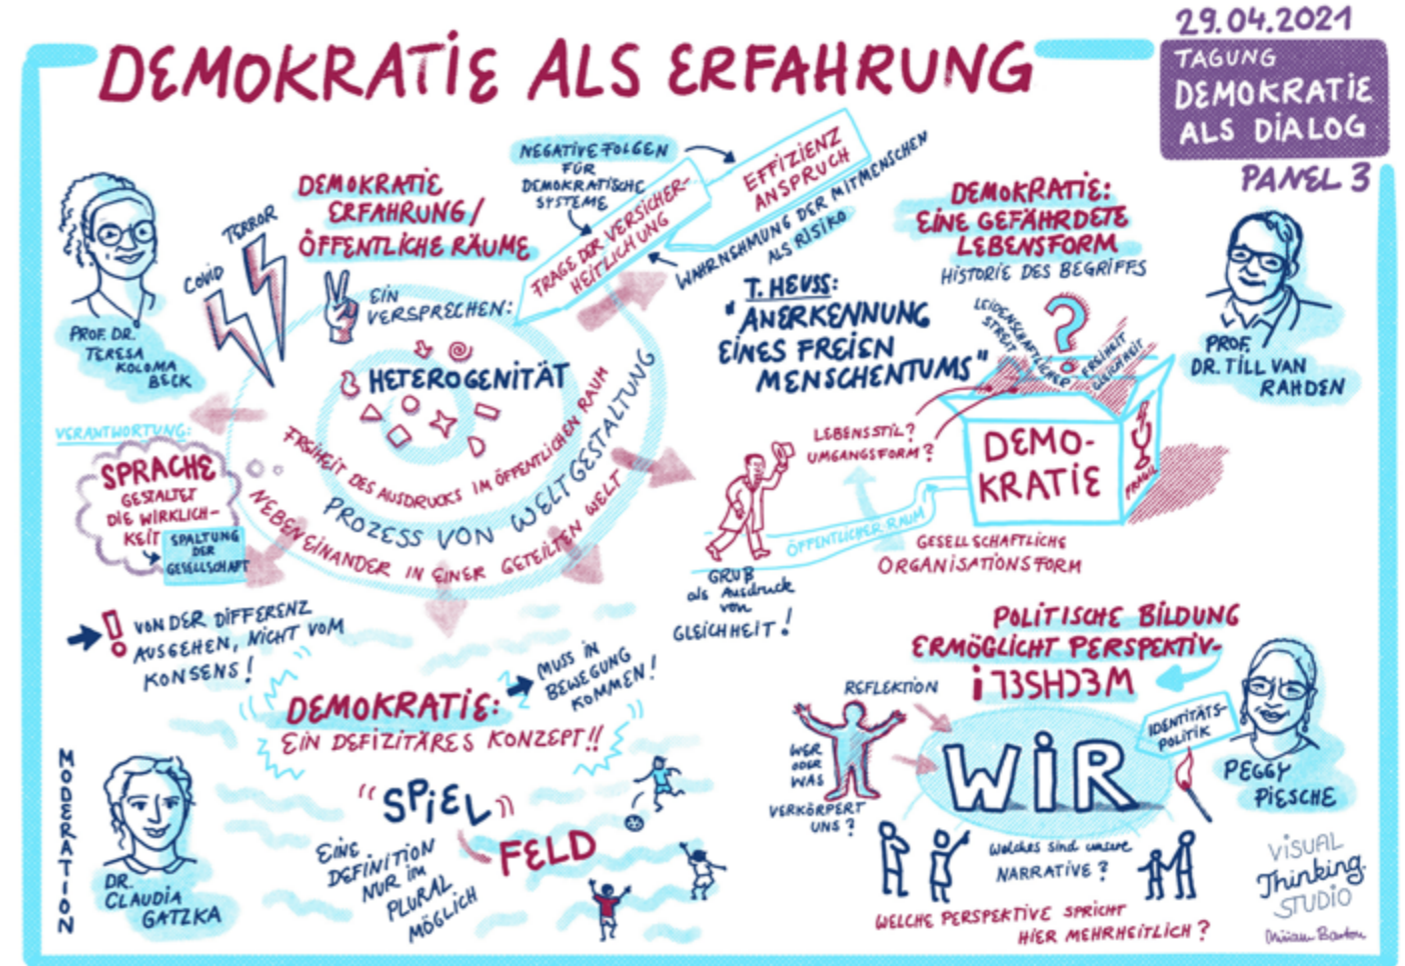 DEMOKRATIE ALS ERFAHRUNG
29.04.2021
TAGUNG
DEMOKRATIE
ALS DIALOG
PANEL 3
PROF. DR.
TERESA
KOLOMA
BECK
COVID
TERROR
DEMOKRATIE
ERFAHRUNG/
ÖFFENTLICHE RÄUME
EIN
VERSPRECHEN:
HETEROGENITÄT
FREIHEIT DES AUSDRUCKS IM ÖFFENTLICHEN RAUM
PROZESS VON WELTGESTALTUNG
NEBENEINANDER IN EINER GETEILTEN WELT
NEGATIVE FOLGEN
FÜR
DEMOKRATISCHE
SYSTEME
FRAGE DER VERSICHER-
HEITLICHUNG
EFFIZIENZ
ANSPRUCH
WAHRNEHMUNG DER MITMENSCHEN
ALS RISIKO
VERANTWORTUNG:
SPRACHE
GESTALTET
DIE WIRKLICH-
KEIT
SPALTUNG
DER
GESELLSCHAFT
! VON DER DIFFERENZ
AUSGEHEN, NICHT VOM
KONSENS!
DEMOKRATIE:
EINE GEFÄHRDETE
LEBENSFORM
HISTORIE DES BEGRIFFS
PROF.
DR. TILL VAN
RAHDEN
T. HEUSS:
"ANERKENNUNG
EINES FREIEN
MENSCHENTUMS"
LEIDENSCHAFTLICHER
STREIT
?
FREIHEIT
GLEICHHEIT
DEMO-
KRATIE
FRAGIL
LEBENSSTIL?
UMGANGSFORM?
ÖFFENTLICHER RAUM
GESELLSCHAFTLICHE
ORGANISATIONSFORM
GRUß
als Ausdruck
von
GLEICHHEIT!
DEMOKRATIE:
EIN DEFIZITÄRES KONZEPT!!
MUSS IN
BEWEGUNG
KOMMEN!
"SPIEL"
FELD
EINE
DEFINITION
NUR im
PLURAL
MÖGLICH
MODERATION
DR.
CLAUDIA
GATZKA
POLITISCHE BILDUNG
ERMÖGLICHT PERSPEKTIV-
WECHSEL!
REFLEKTION
WIR
IDENTITÄTS-
POLITIK
WER
ODER
WAS
VERKÖRPERT
UNS?
Welches sind unsere
NARRATIVE?
WELCHE PERSPEKTIVE SPRICHT
HIER MEHRHEITLICH?
PEGGY
PIESCHE
VISUAL
Thinking
STUDIO